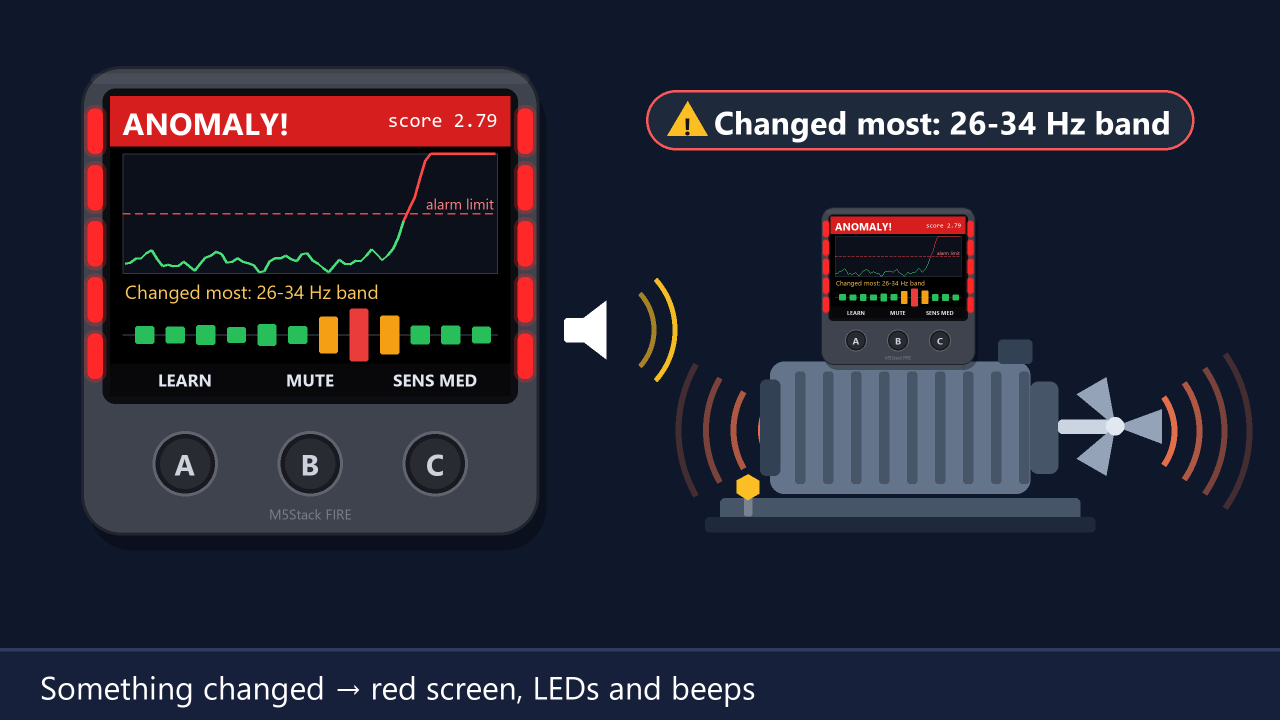 ANOMALY!
score 2.79
alarm limit
Changed most: 26-34 Hz band
LEARN
MUTE
SENS MED
A
B
C
M5Stack FIRE
! Changed most: 26-34 Hz band
ANOMALY!
score 2.79
alarm limit
Changed most: 26-34 Hz band
LEARN
MUTE
SENS MED
A
B
C
M5Stack FIRE
Something changed → red screen, LEDs and beeps